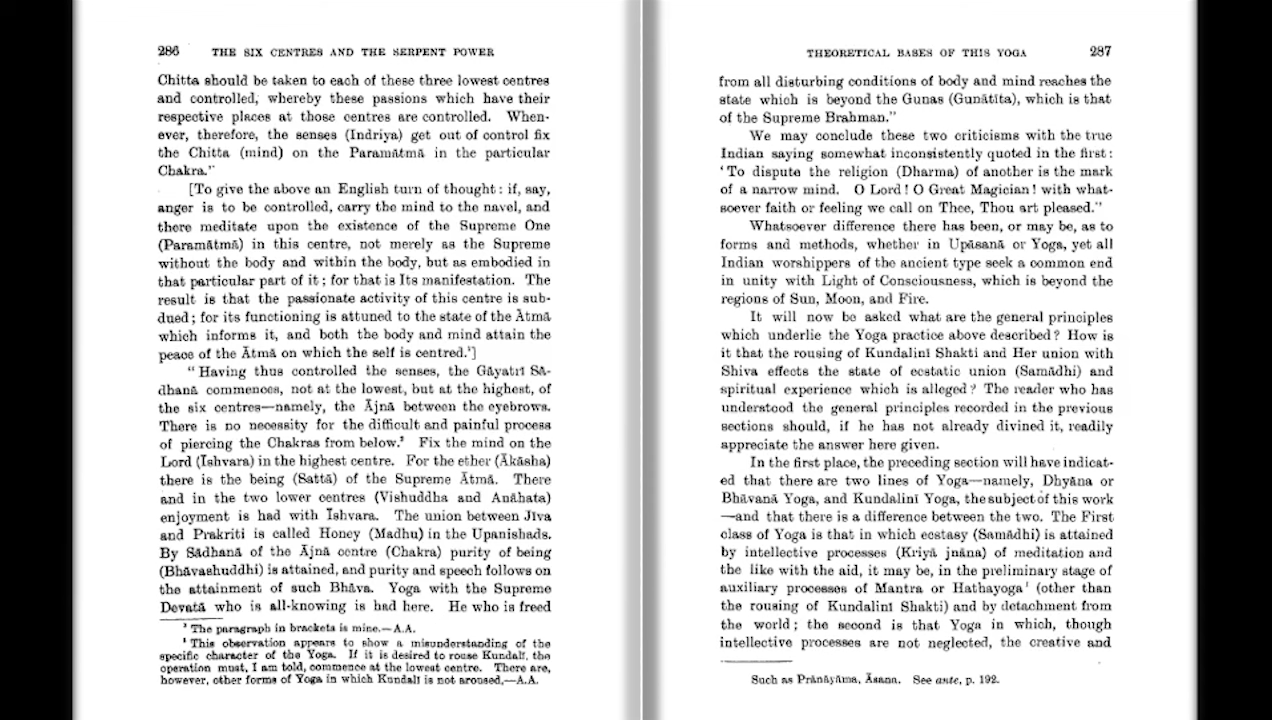 286 THE SIX CENTRES AND THE SERPENT POWER
Chitta should be taken to each of these three lowest centres
and controlled, whereby these passions which have their
respective places at those centres are controlled. When-
ever, therefore, the senses (Indriya) get out of control fix
the Chitta (mind) on the Paramātmā in the particular
Chakra."
[To give the above an English turn of thought: if, say,
anger is to be controlled, carry the mind to the navel, and
there meditate upon the existence of the Supreme One
(Paramātmā) in this centre, not merely as the Supreme
without the body and within the body, but as embodied in
that particular part of it; for that is Its manifestation. The
result is that the passionate activity of this centre is sub-
dued; for its functioning is attuned to the state of the Ātmā
which informs it, and both the body and mind attain the
peace of the Ātmā on which the self is centred.¹]
"Having thus controlled the senses, the Gāyatrī Sā-
dhanā commences, not at the lowest, but at the highest, of
the six centres—namely, the Ājnā between the eyebrows.
There is no necessity for the difficult and painful process
of piercing the Chakras from below.² Fix the mind on the
Lord (Īshvara) in the highest centre. For the ether (Ākāsha)
there is the being (Sattā) of the Supreme Ātmā. There
and in the two lower centres (Vishuddha and Anāhata)
enjoyment is had with Īshvara. The union between Jīva
and Prakriti is called Honey (Madhu) in the Upanishads.
By Sādhanā of the Ājnā centre (Chakra) purity of being
(Bhāvashuddhi) is attained, and purity and speech follows on
the attainment of such Bhāva. Yoga with the Supreme
Devatā who is all-knowing is had here. He who is freed
¹ The paragraph in brackets is mine.—A.A.
¹ This observation appears to show a misunderstanding of the
specific character of the Yoga. If it is desired to rouse Kundalī, the
operation must, I am told, commence at the lowest centre. There are,
however, other forms of Yoga in which Kundalī is not aroused.—A.A.
THEORETICAL BASES OF THIS YOGA 287
from all disturbing conditions of body and mind reaches the
state which is beyond the Gunas (Gunātīta), which is that
of the Supreme Brahman."
We may conclude these two criticisms with the true
Indian saying somewhat inconsistently quoted in the first:
'To dispute the religion (Dharma) of another is the mark
of a narrow mind. O Lord! O Great Magician! with what-
soever faith or feeling we call on Thee, Thou art pleased."
Whatsoever difference there has been, or may be, as to
forms and methods, whether in Upāsanā or Yoga, yet all
Indian worshippers of the ancient type seek a common end
in unity with Light of Consciousness, which is beyond the
regions of Sun, Moon, and Fire.
It will now be asked what are the general principles
which underlie the Yoga practice above described? How is
it that the rousing of Kundalinī Shakti and Her union with
Shiva effects the state of ecstatic union (Samādhi) and
spiritual experience which is alleged? The reader who has
understood the general principles recorded in the previous
sections should, if he has not already divined it, readily
appreciate the answer here given.
In the first place, the preceding section will have indicat-
ed that there are two lines of Yoga—namely, Dhyāna or
Bhāvanā Yoga, and Kundalinī Yoga, the subject of this work
—and that there is a difference between the two. The First
class of Yoga is that in which ecstasy (Samādhi) is attained
by intellective processes (Kriyā jnāna) of meditation and
the like with the aid, it may be, in the preliminary stage of
auxiliary processes of Mantra or Hathayoga¹ (other than
the rousing of Kundalinī Shakti) and by detachment from
the world; the second is that Yoga in which, though
intellective processes are not neglected, the creative and
Such as Prānāyāma, Āsana. See ante, p. 192.